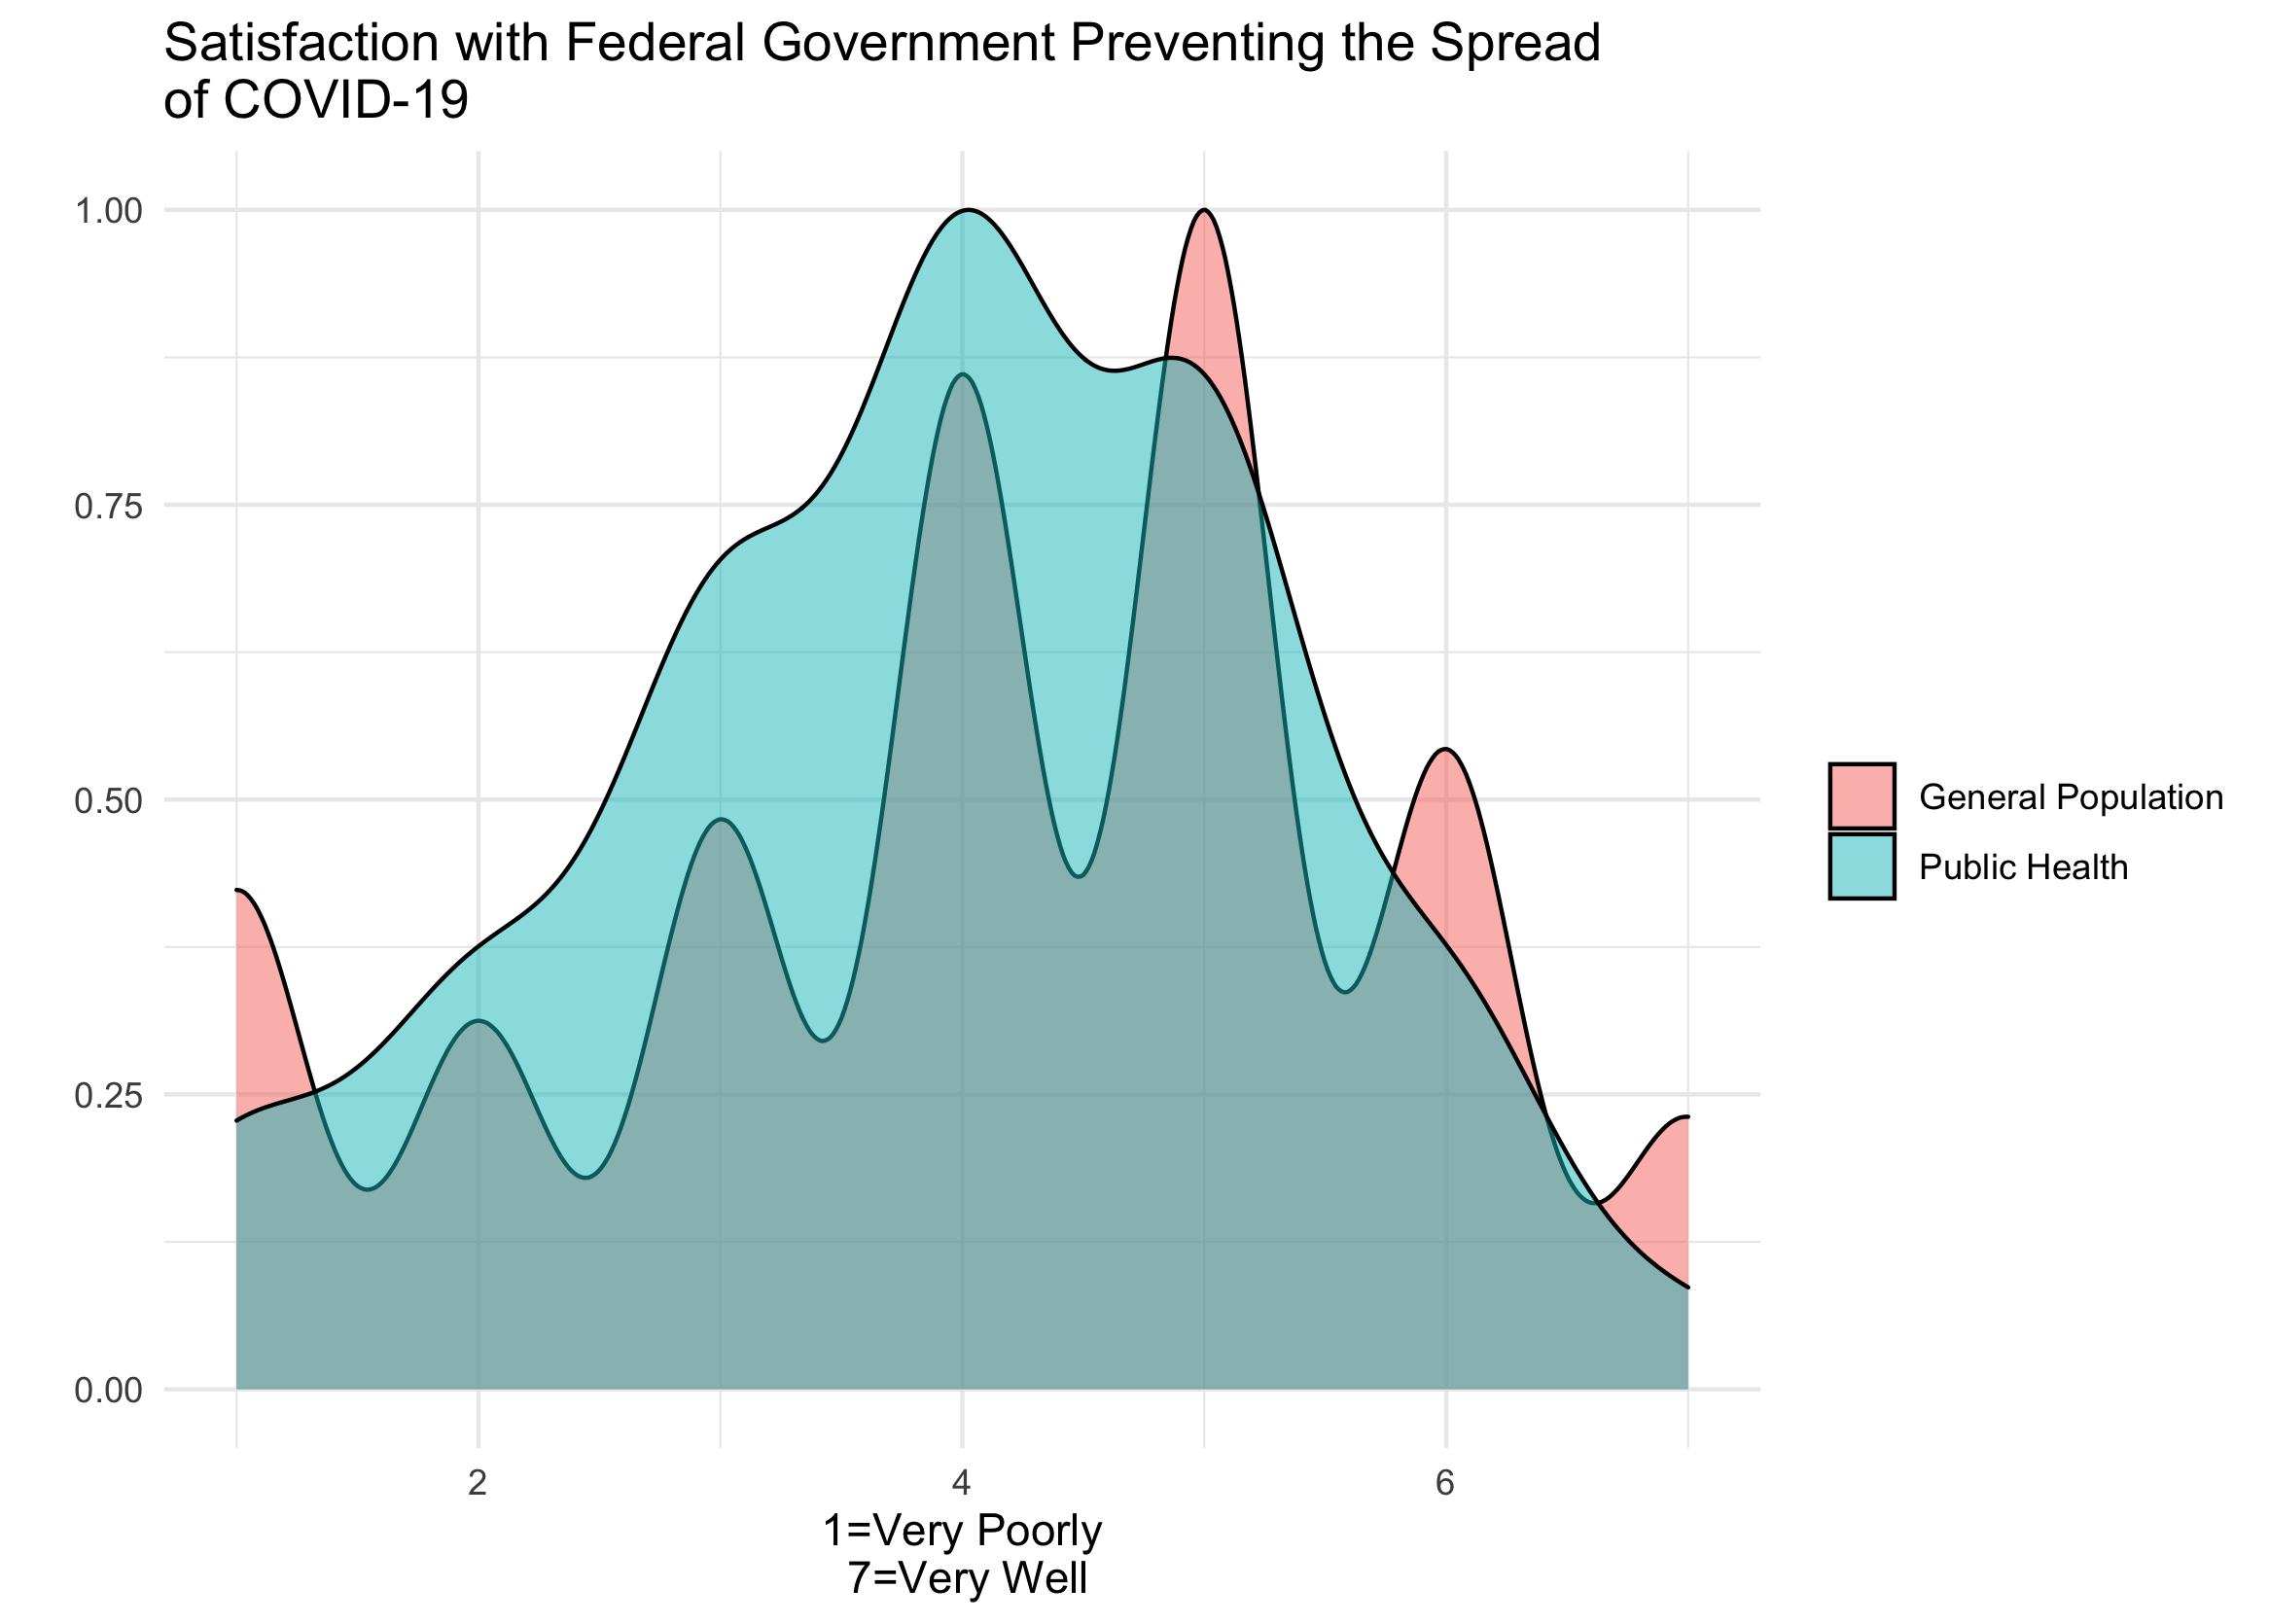 Satisfaction with Federal Government Preventing the Spread
of COVID-19
1.00
0.75
0.50
0.25
0.00
2
4
6
1=Very Poorly
7=Very Well
General Population
Public Health